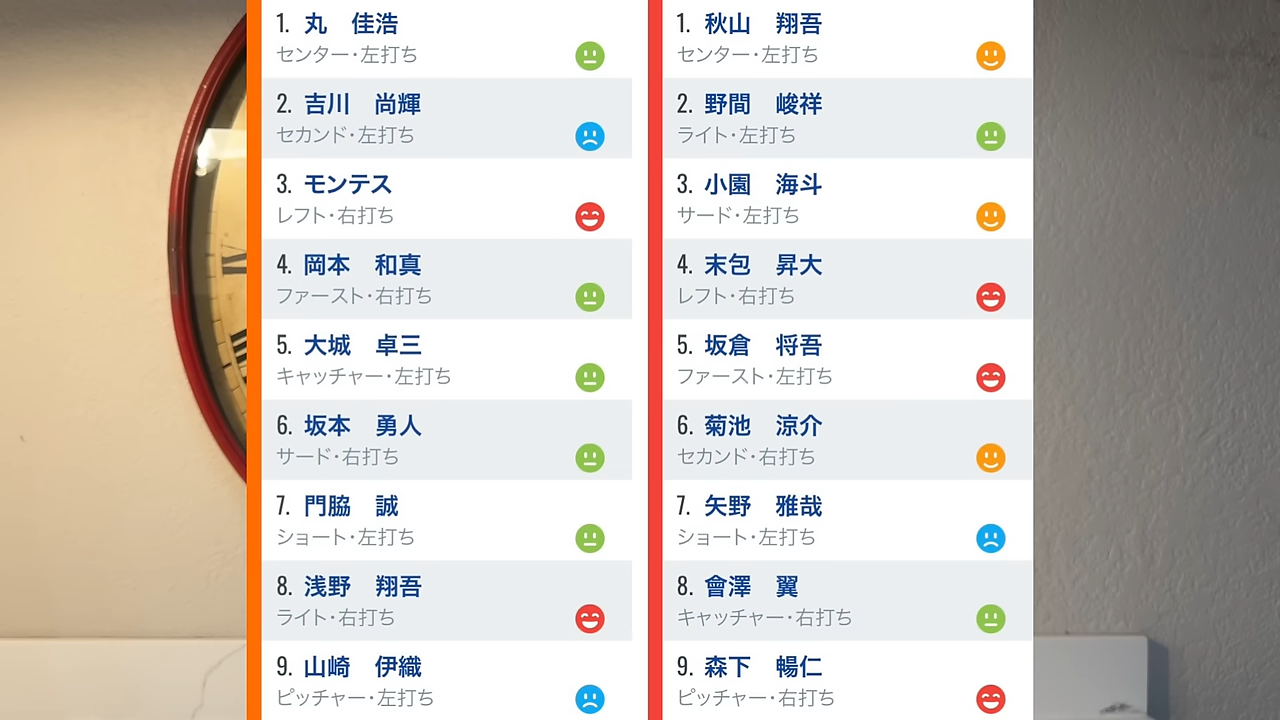 1. 丸　佳浩
センター・左打ち
2. 吉川　尚輝
セカンド・左打ち
3. モンテス
レフト・右打ち
4. 岡本　和真
ファースト・右打ち
5. 大城　卓三
キャッチャー・左打ち
6. 坂本　勇人
サード・右打ち
7. 門脇　誠
ショート・左打ち
8. 浅野　翔吾
ライト・右打ち
9. 山崎　伊織
ピッチャー・左打ち
1. 秋山　翔吾
センター・左打ち
2. 野間　峻祥
ライト・左打ち
3. 小園　海斗
サード・左打ち
4. 末包　昇大
レフト・右打ち
5. 坂倉　将吾
ファースト・左打ち
6. 菊池　涼介
セカンド・右打ち
7. 矢野　雅哉
ショート・左打ち
8. 會澤　翼
キャッチャー・右打ち
9. 森下　暢仁
ピッチャー・右打ち